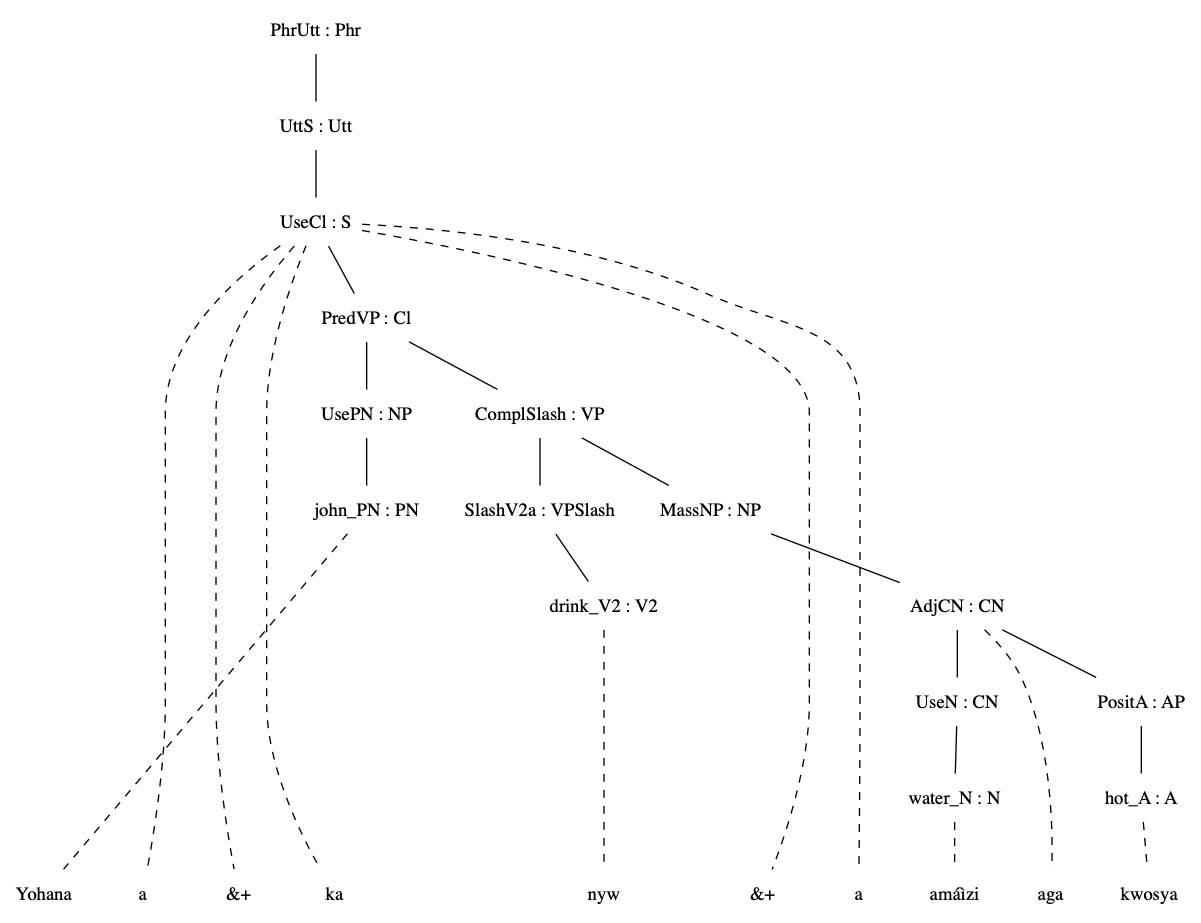 PhrUtt : Phr
UttS : Utt
UseCl : S
PredVP : Cl
UsePN : NP ComplSlash : VP
john_PN : PN SlashV2a : VPSlash MassNP : NP
drink_V2 : V2 AdjCN : CN
UseN : CN PositA : AP
water_N : N hot_A : A
Yohana a &+ ka nyw &+ a amáìzi aga kwosya